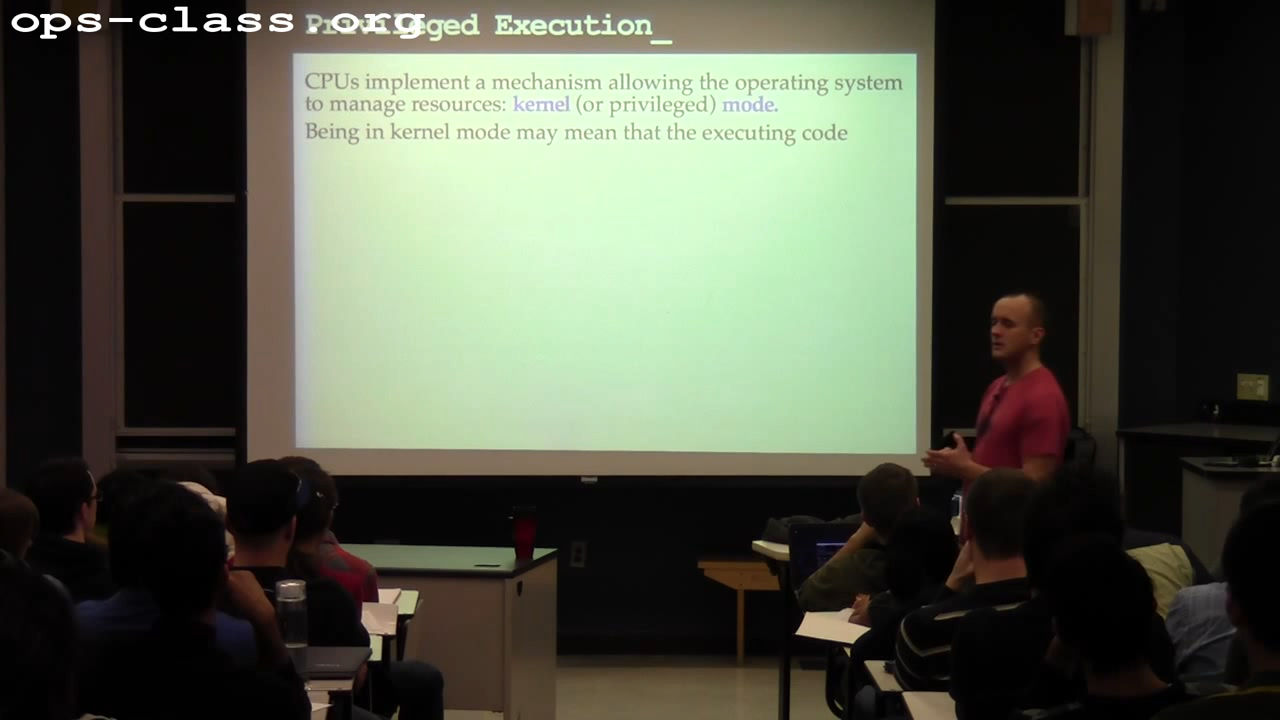 ops-class.org
Privileged Execution_
CPUs implement a mechanism allowing the operating system
to manage resources: kernel (or privileged) mode.
Being in kernel mode may mean that the executing code